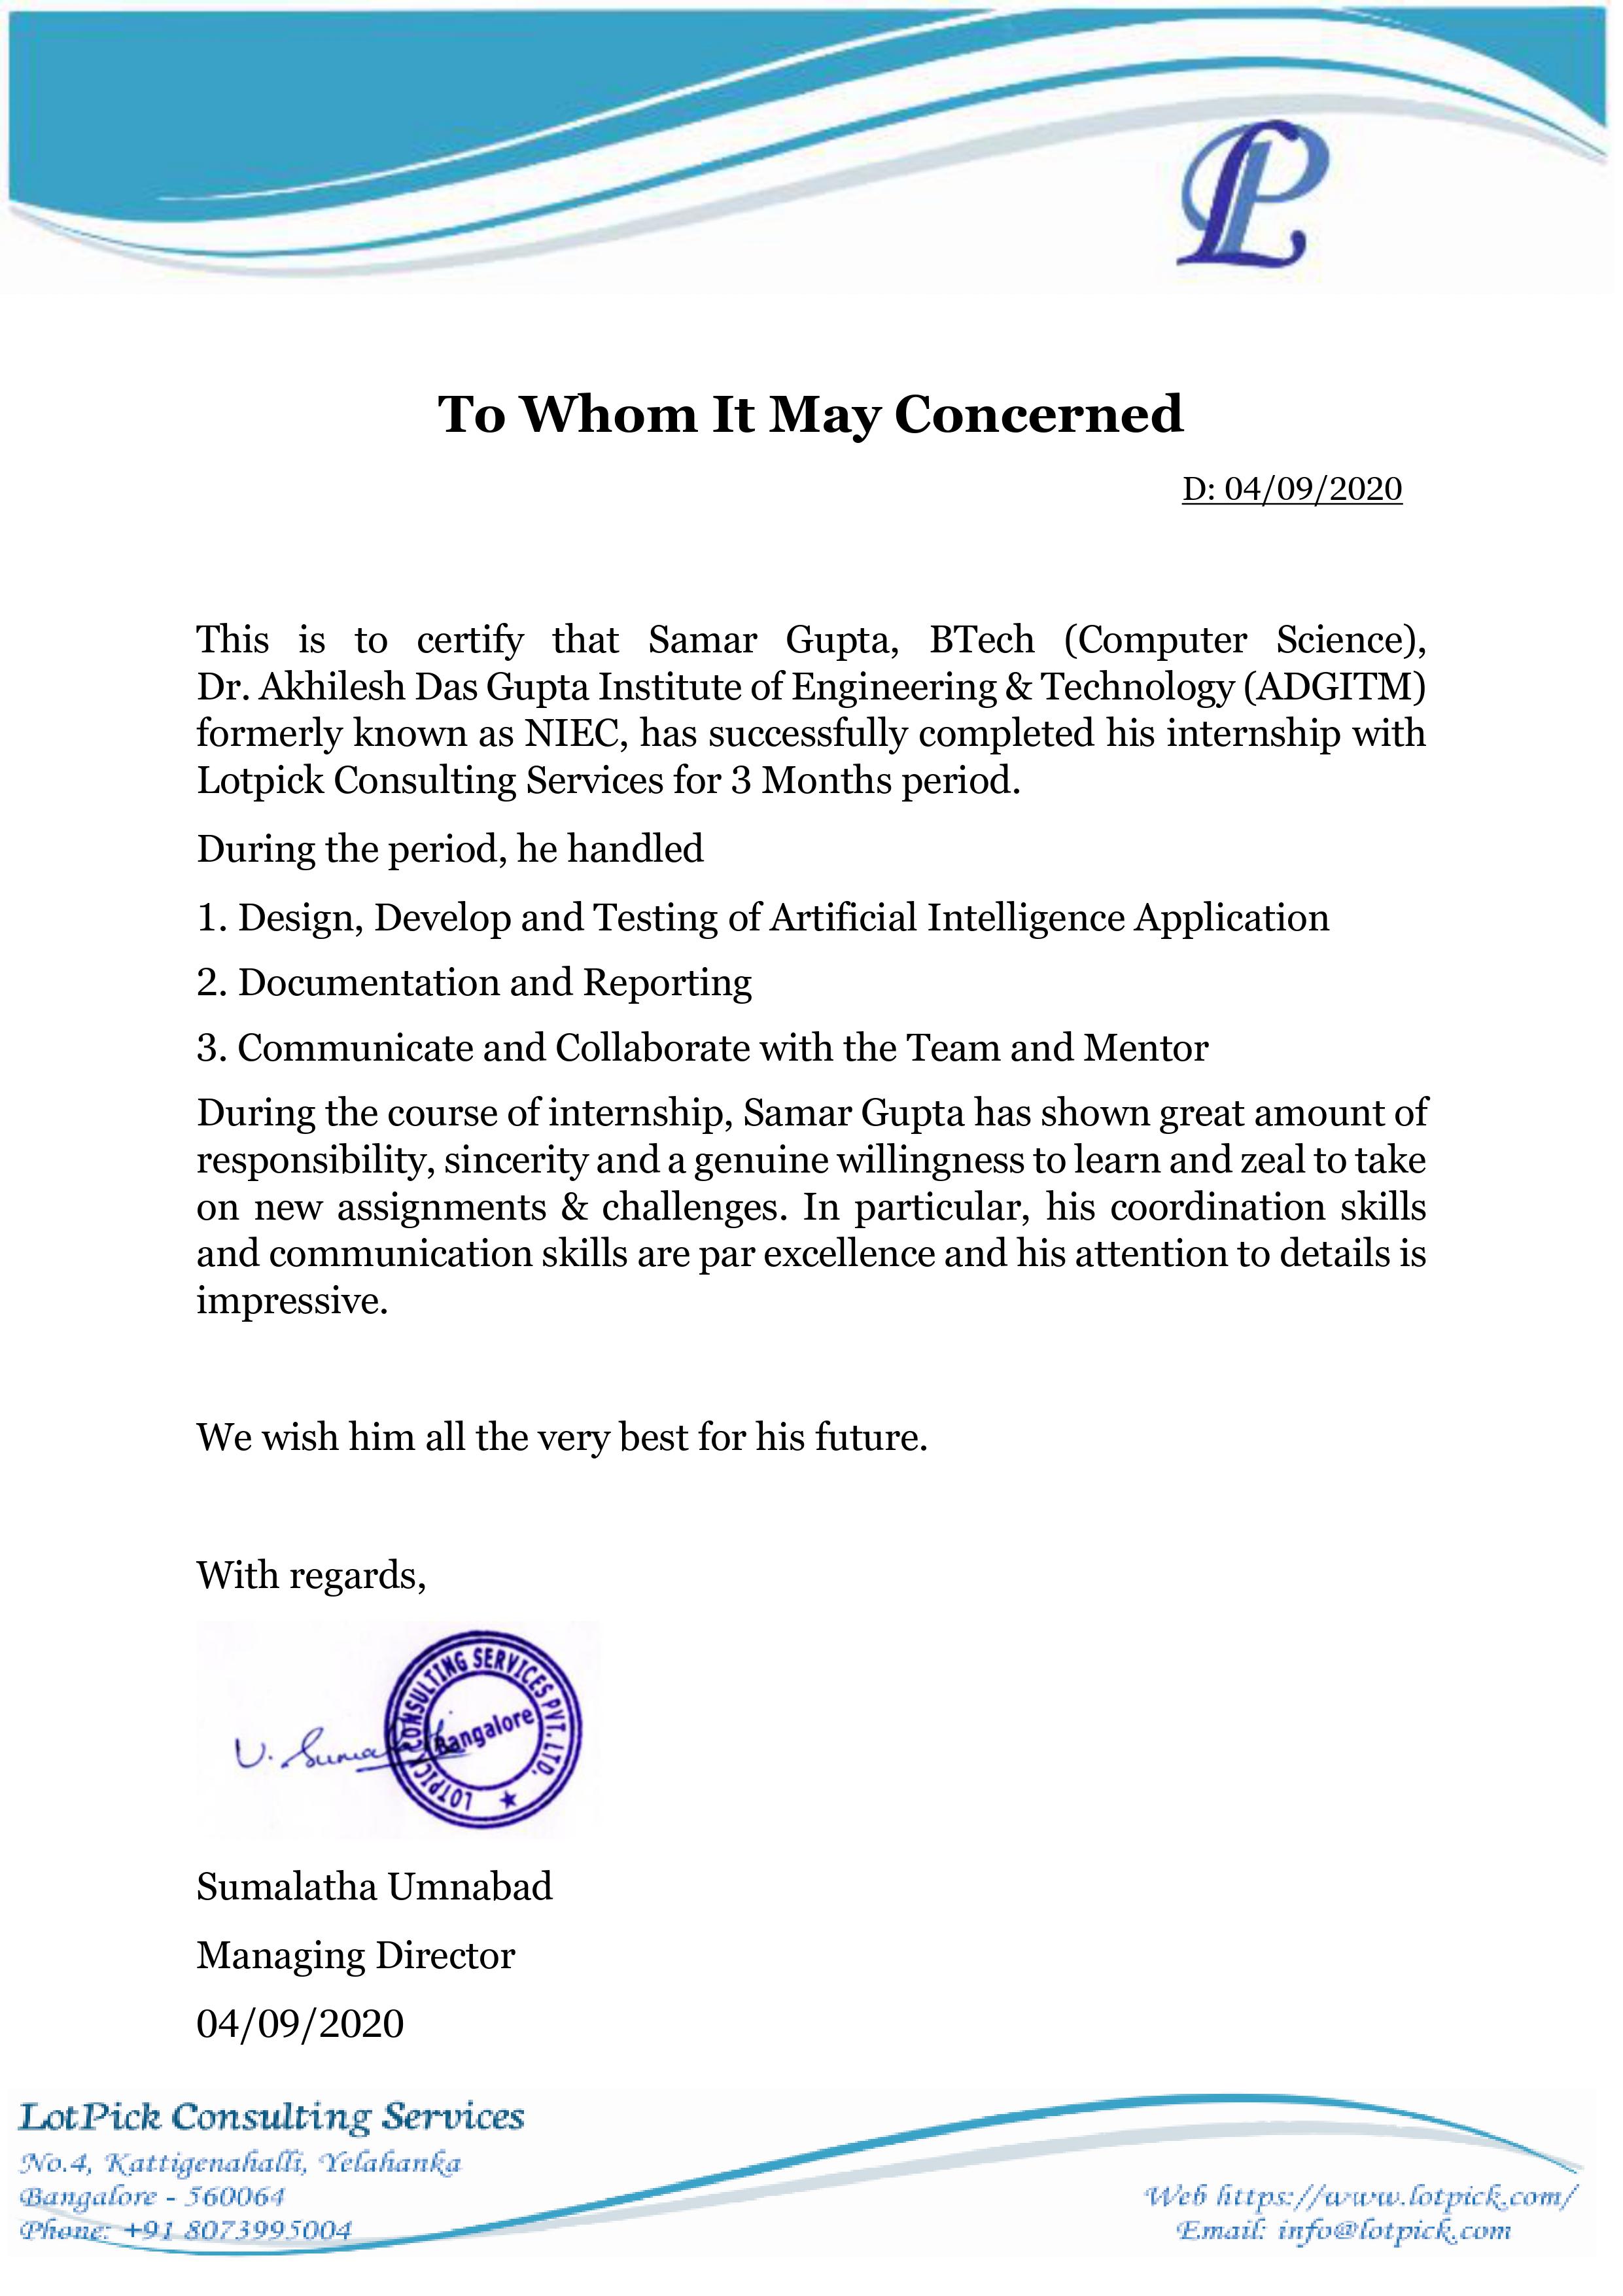 LP
To Whom It May Concerned
D: 04/09/2020
This is to certify that Samar Gupta, BTech (Computer Science),
Dr. Akhilesh Das Gupta Institute of Engineering & Technology (ADGITM)
formerly known as NIEC, has successfully completed his internship with
Lotpick Consulting Services for 3 Months period.
During the period, he handled
1. Design, Develop and Testing of Artificial Intelligence Application
2. Documentation and Reporting
3. Communicate and Collaborate with the Team and Mentor
During the course of internship, Samar Gupta has shown great amount of
responsibility, sincerity and a genuine willingness to learn and zeal to take
on new assignments & challenges. In particular, his coordination skills
and communication skills are par excellence and his attention to details is
impressive.
We wish him all the very best for his future.
With regards,
LOTPICK CONSULTING SERVICES PVT. LTD.
Bangalore
Sumalatha Umnabad
Managing Director
04/09/2020
LotPick Consulting Services
No.4, Kattigenahalli, Yelahanka
Bangalore - 560064
Phone: +91 8073995004
Web https://www.lotpick.com/
Email: info@lotpick.com